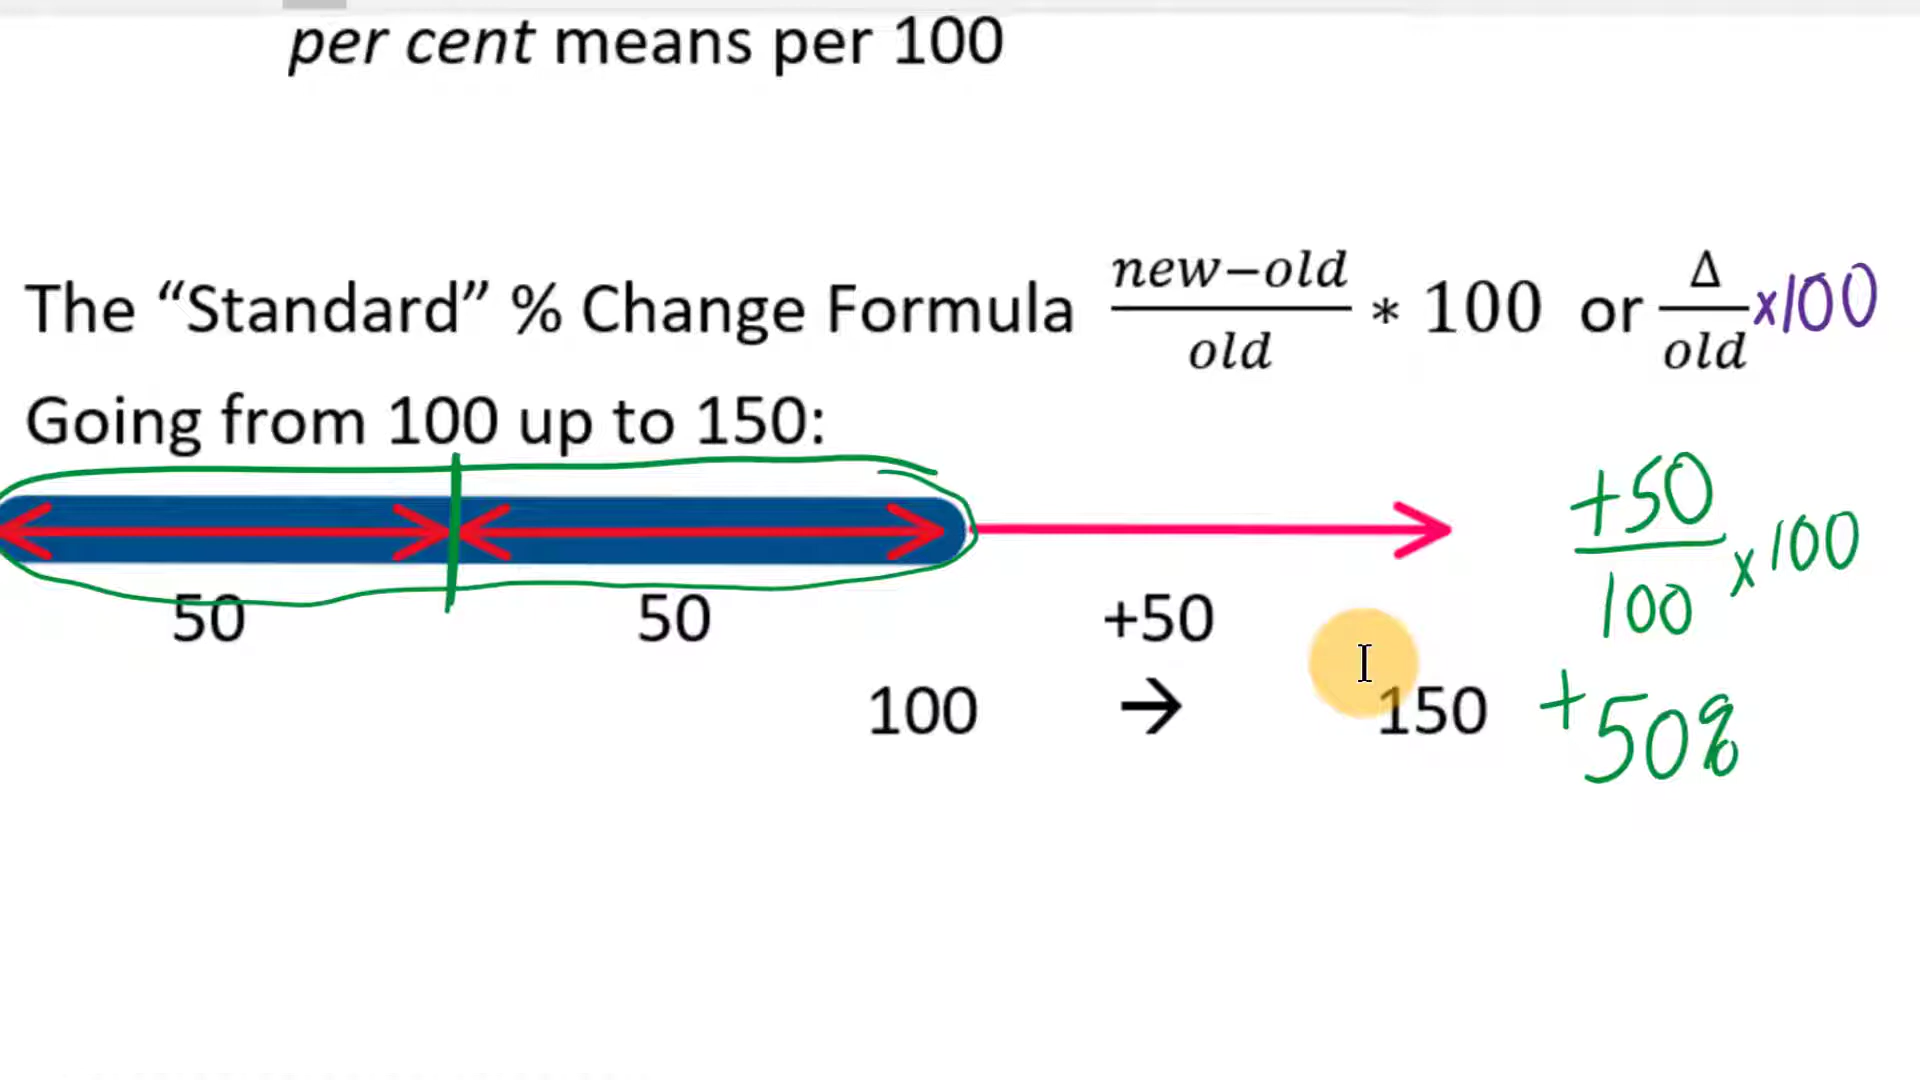 per cent means per 100
The “Standard” % Change Formula new−old / old * 100 or Δ / old x100
Going from 100 up to 150:
+50 / 100 x 100
50 50 +50
100 → 150 +50%